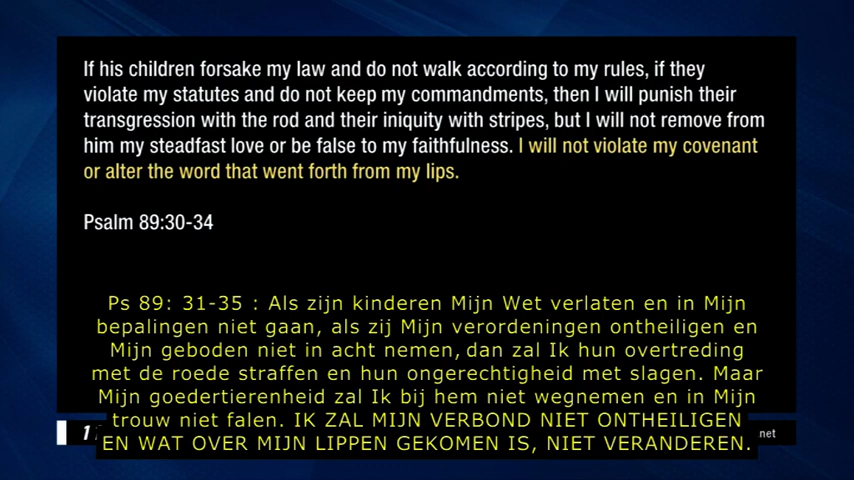 If his children forsake my law and do not walk according to my rules, if they
violate my statutes and do not keep my commandments, then I will punish their
transgression with the rod and their iniquity with stripes, but I will not remove from
him my steadfast love or be false to my faithfulness. I will not violate my covenant
or alter the word that went forth from my lips.
Psalm 89:30-34
Ps 89: 31-35 : Als zijn kinderen Mijn Wet verlaten en in Mijn
bepalingen niet gaan, als zij Mijn verordeningen ontheiligen en
Mijn geboden niet in acht nemen, dan zal Ik hun overtreding
met de roede straffen en hun ongerechtigheid met slagen. Maar
Mijn goedertierenheid zal Ik bij hem niet wegnemen en in Mijn
trouw niet falen. IK ZAL MIJN VERBOND NIET ONTHEILIGEN
EN WAT OVER MIJN LIPPEN GEKOMEN IS, NIET VERANDEREN.
.net